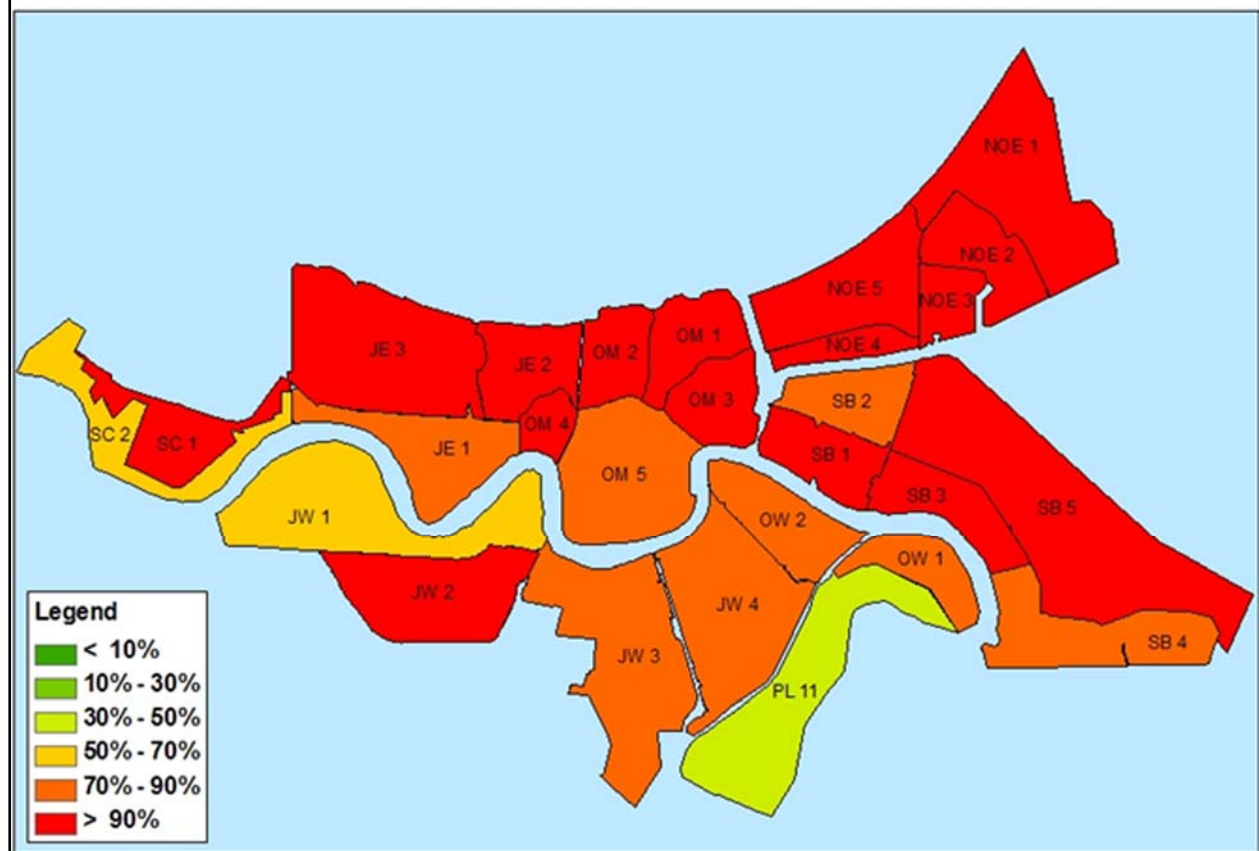 NOE 1
NOE 2
NOE 5
NOE 3
NOE 4
OM 1
OM 2
JE 3
JE 2
OM 3
SB 2
OM 4
SC 2
SC 1
JE 1
SB 1
OM 5
SB 3
SB 5
JW 1
OW 2
OW 1
JW 2
JW 4
SB 4
JW 3
PL 11
Legend
< 10%
10% - 30%
30% - 50%
50% - 70%
70% - 90%
> 90%